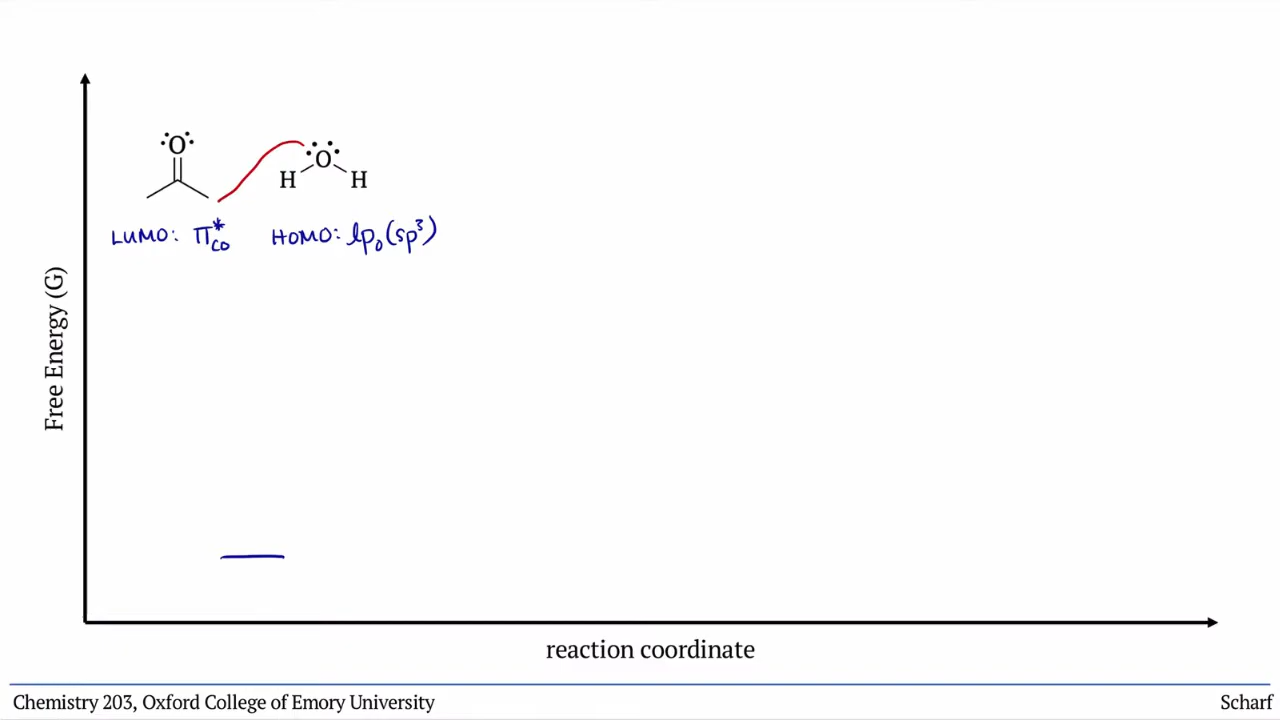 :O:
O
H H
LUMO: π*CO HOMO: lpO(sp³)
Free Energy (G)
reaction coordinate
Chemistry 203, Oxford College of Emory University Scharf